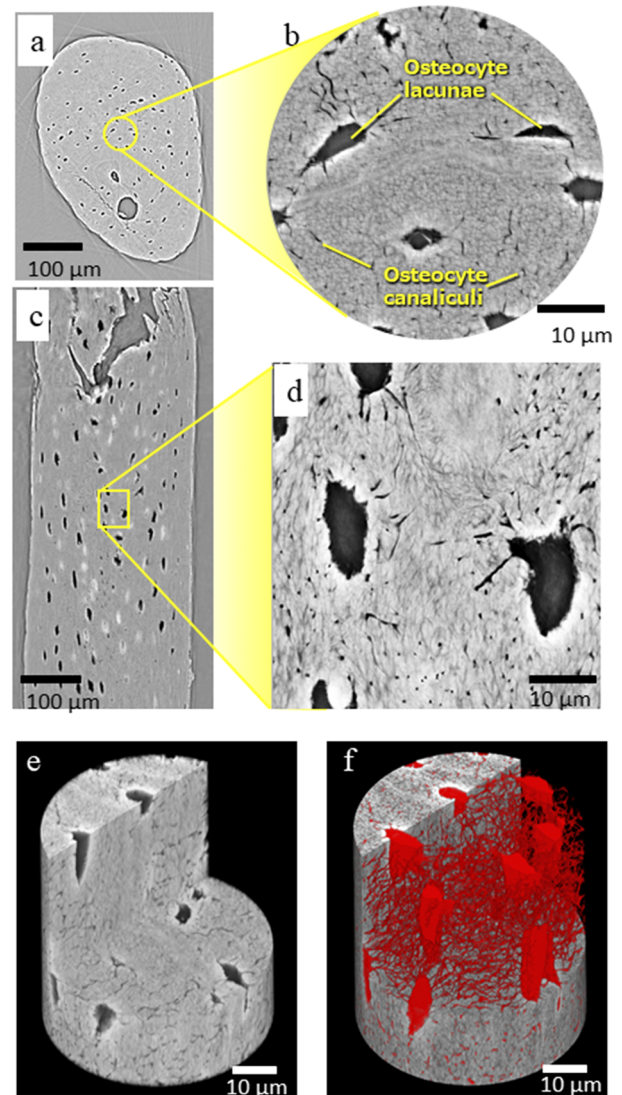 a
b
Osteocyte
lacunae
Osteocyte
canaliculi
100 µm
10 µm
c
d
100 µm
10 µm
e
f
10 µm
10 µm